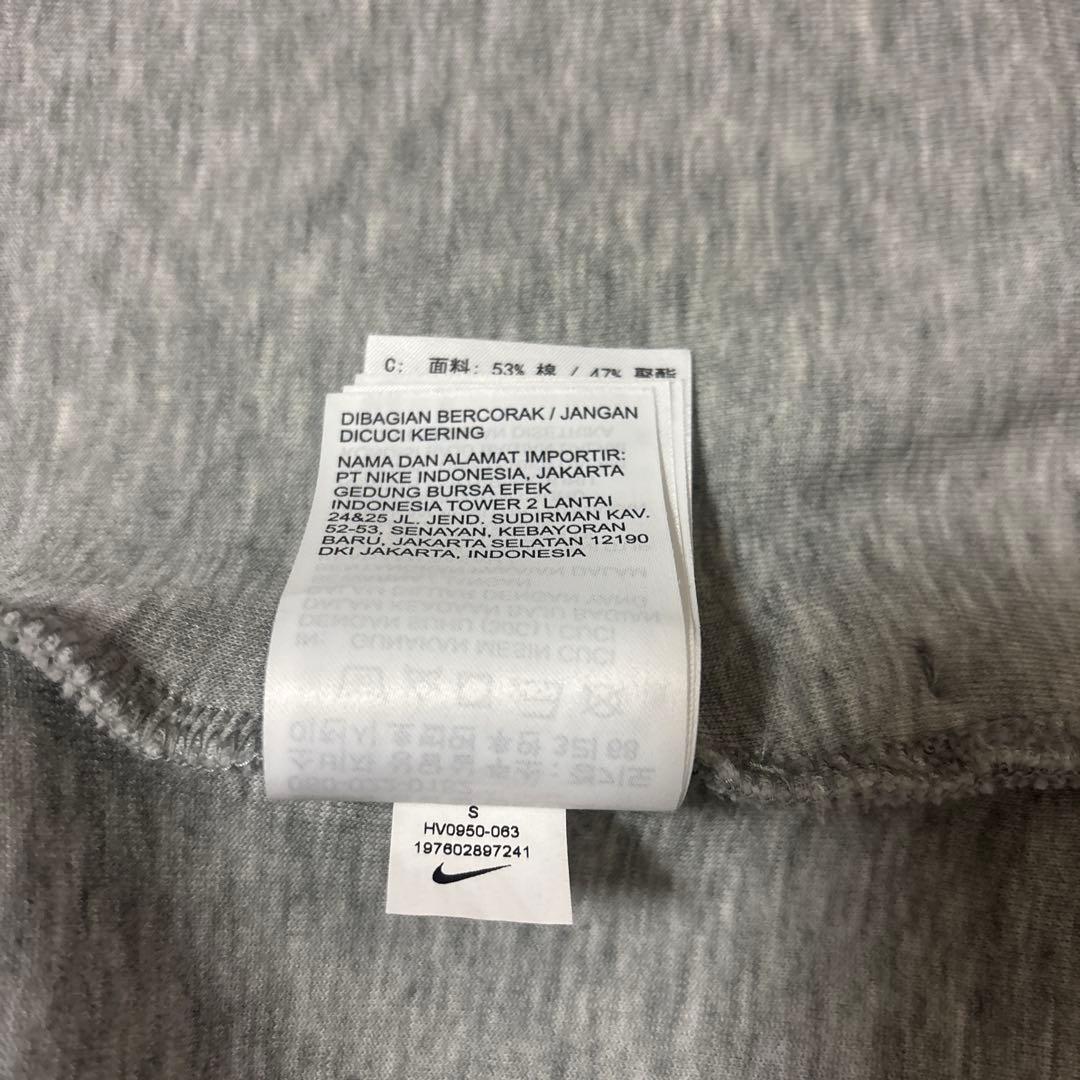 C: 面料: 53% 棉 / 47% 聚酯
DIBAGIAN BERCORAK / JANGAN
DICUCI KERING
NAMA DAN ALAMAT IMPORTIR:
PT NIKE INDONESIA, JAKARTA
GEDUNG BURSA EFEK
INDONESIA TOWER 2 LANTAI
24&25 JL. JEND. SUDIRMAN KAV.
52-53, SENAYAN, KEBAYORAN
BARU, JAKARTA SELATAN 12190
DKI JAKARTA, INDONESIA
S
HV0950-063
197602897241